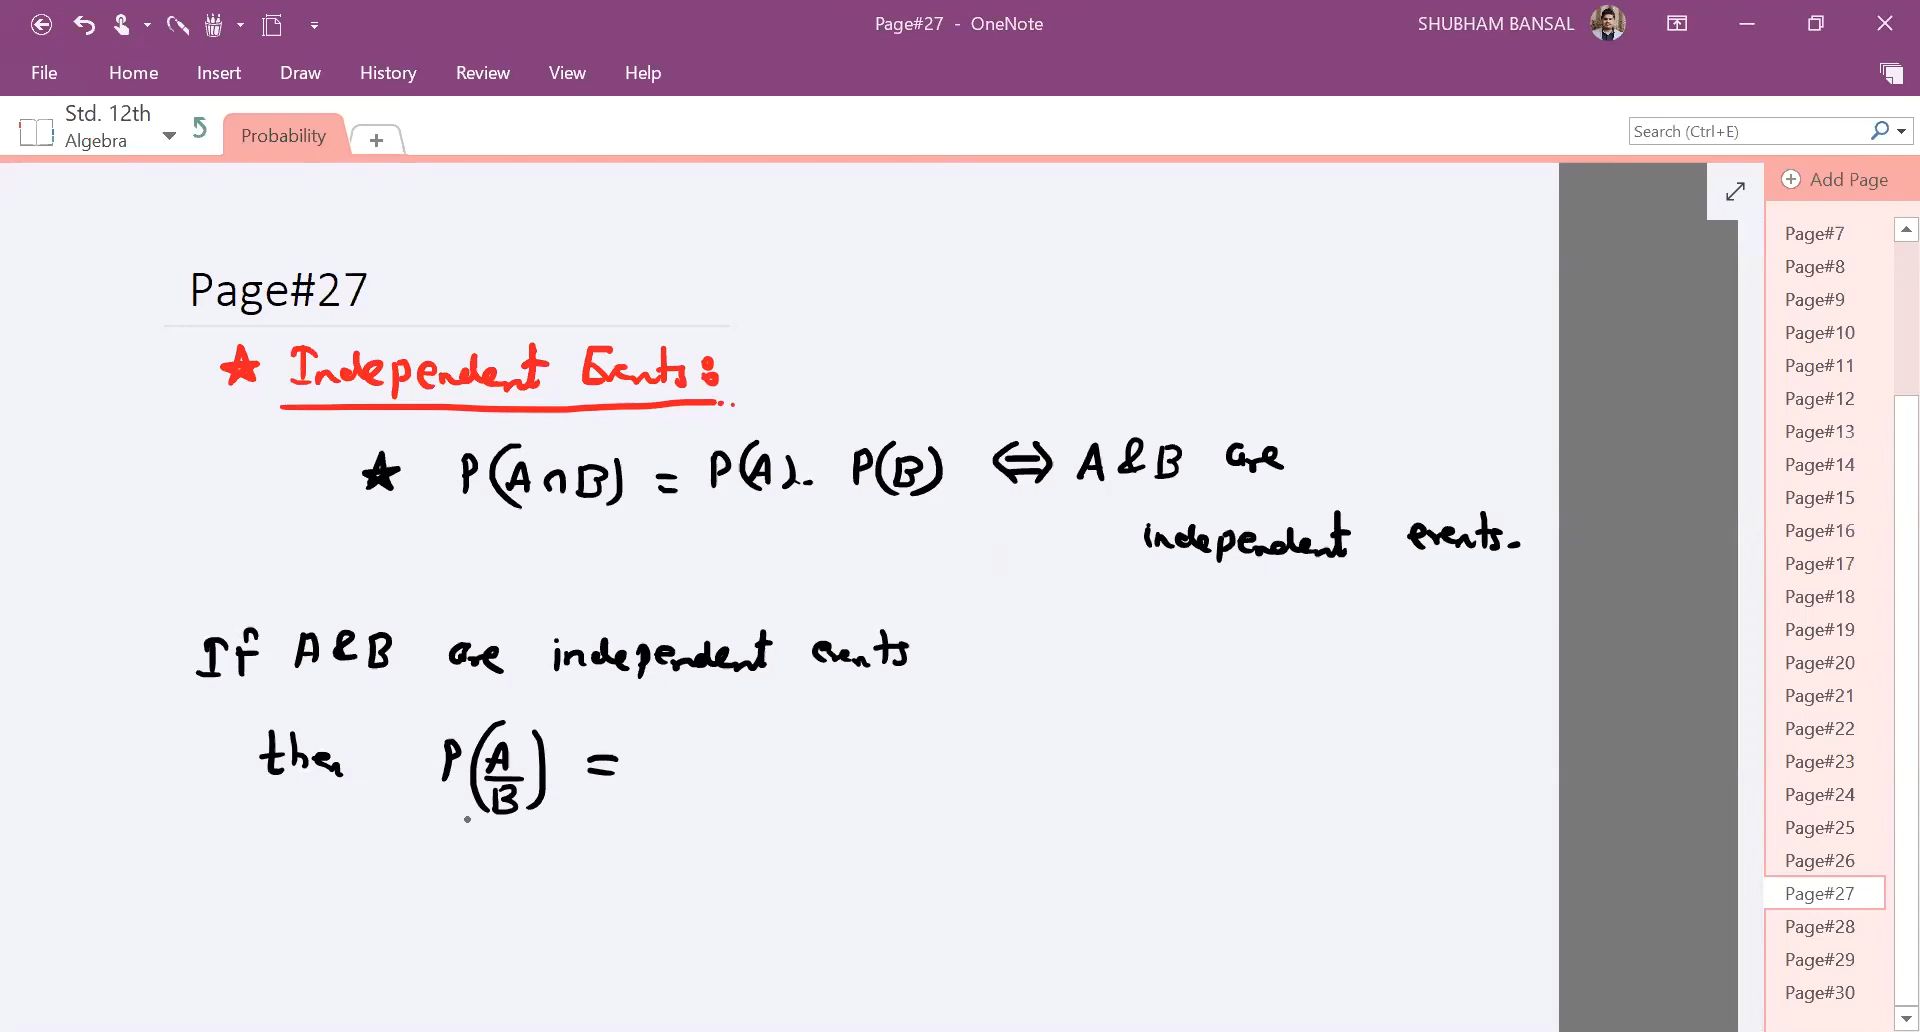 Page#27 - OneNote
SHUBHAM BANSAL
File Home Insert Draw History Review View Help
Std. 12th
Algebra
Probability
+
Search (Ctrl+E)
Add Page
Page#7
Page#8
Page#9
Page#10
Page#11
Page#12
Page#13
Page#14
Page#15
Page#16
Page#17
Page#18
Page#19
Page#20
Page#21
Page#22
Page#23
Page#24
Page#25
Page#26
Page#27
Page#28
Page#29
Page#30
Page#27
★ Independent Events:
★ P(A∩B) = P(A). P(B) ⇔ A & B are
independent events.
If A & B are independent events
then P(A/B) =